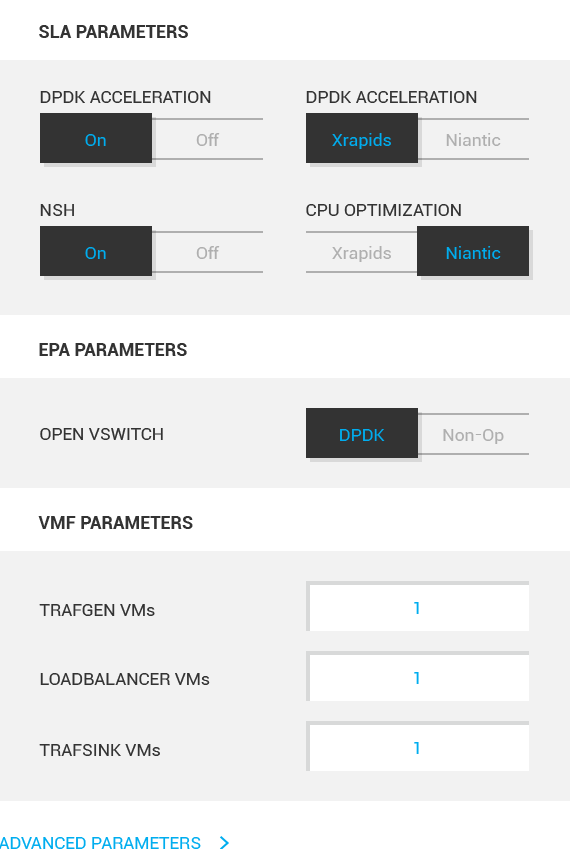 SLA PARAMETERS
DPDK ACCELERATION
On Off
DPDK ACCELERATION
Xrapids Niantic
NSH
On Off
CPU OPTIMIZATION
Xrapids Niantic
EPA PARAMETERS
OPEN VSWITCH
DPDK Non-Op
VMF PARAMETERS
TRAFGEN VMs 1
LOADBALANCER VMs 1
TRAFSINK VMs 1
ADVANCED PARAMETERS >